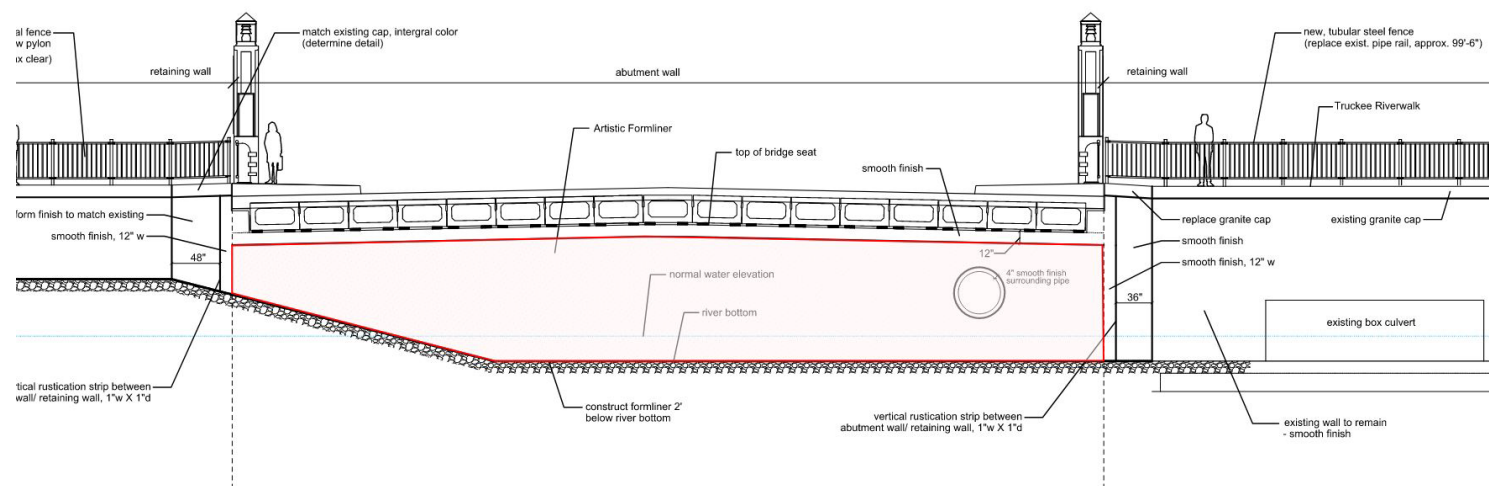 al fence
w pylon
x clear)
match existing cap, intergral color
(determine detail)
new, tubular steel fence
(replace exist. pipe rail, approx. 99'-6")
retaining wall
abutment wall
retaining wall
Truckee Riverwalk
Artistic Formliner
top of bridge seat
smooth finish
form finish to match existing
replace granite cap
existing granite cap
smooth finish, 12" w
smooth finish
48"
12"
smooth finish, 12" w
normal water elevation
4" smooth finish
surrounding pipe
36"
river bottom
existing box culvert
rtical rustication strip between
wall/ retaining wall, 1"w X 1"d
construct formliner 2'
below river bottom
vertical rustication strip between
abutment wall/ retaining wall, 1"w X 1"d
existing wall to remain
- smooth finish